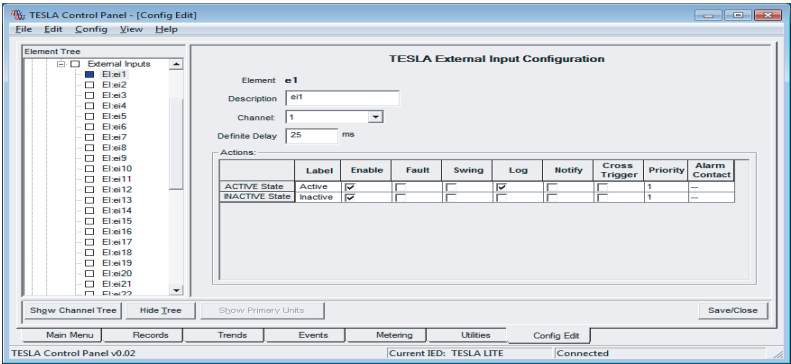 TESLA Control Panel - [Config Edit]
File Edit Config View Help
Element Tree
External Inputs
EI:ei1
EI:ei2
EI:ei3
EI:ei4
EI:ei5
EI:ei6
EI:ei7
EI:ei8
EI:ei9
EI:ei10
EI:ei11
EI:ei12
EI:ei13
EI:ei14
EI:ei15
EI:ei16
EI:ei17
EI:ei18
EI:ei19
EI:ei20
EI:ei21
EI:ei22
TESLA External Input Configuration
Element e1
Description ei1
Channel: 1
Definite Delay 25 ms
Actions:
Label Enable Fault Swing Log Notify Cross Trigger Priority Alarm Contact
ACTIVE State Active 1 --
INACTIVE State Inactive 1 --
Show Channel Tree Hide Tree Show Primary Units Save/Close
Main Menu Records Trends Events Metering Utilities Config Edit
TESLA Control Panel v0.02 Current IED: TESLA LITE Connected